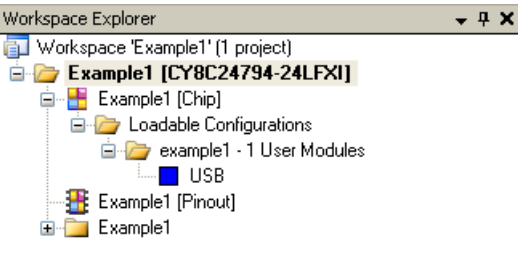 Workspace Explorer
Workspace 'Example1' (1 project)
Example1 [CY8C24794-24LFXI]
Example1 [Chip]
Loadable Configurations
example1 - 1 User Modules
USB
Example1 [Pinout]
Example1